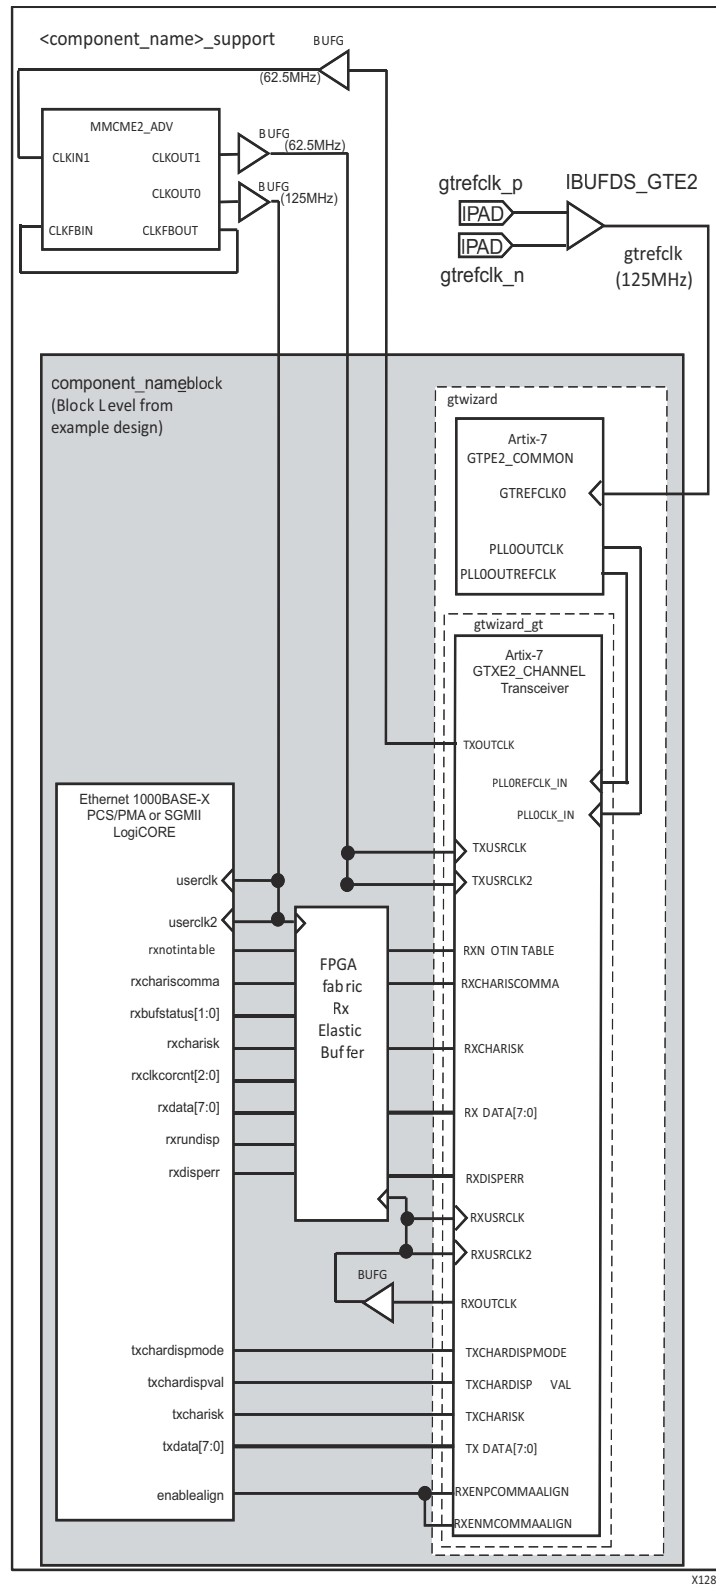 <component_name>_support
BUFG
(62.5MHz)
MMCME2_ADV
CLKIN1
CLKOUT1
CLKOUT0
CLKFBIN
CLKFBOUT
BUFG
(62.5MHz)
BUFG
(125MHz)
gtrefclk_p
IBUFDS_GTE2
IPAD
IPAD
gtrefclk_n
gtrefclk
(125MHz)
component_name_block
(Block Level from
example design)
gtwizard
Artix-7
GTPE2_COMMON
GTREFCLK0
PLL0OUTCLK
PLL0OUTREFCLK
gtwizard_gt
Artix-7
GTXE2_CHANNEL
Transceiver
TXOUTCLK
PLL0REFCLK_IN
PLL0CLK_IN
TXUSRCLK
TXUSRCLK2
Ethernet 1000BASE-X
PCS/PMA or SGMII
LogiCORE
userclk
userclk2
rxnotintable
rxchariscomma
rxbufstatus[1:0]
rxcharisk
rxclkcorcnt[2:0]
rxdata[7:0]
rxrundisp
rxdisperr
FPGA
fabric
Rx
Elastic
Buffer
RXN OTIN TABLE
RXCHARISCOMMA
RXCHARISK
RX DATA[7:0]
RXDISPERR
RXUSRCLK
RXUSRCLK2
BUFG
RXOUTCLK
txchardispmode
txchardispval
txcharisk
txdata[7:0]
enablealign
TXCHARDISPMODE
TXCHARDISP VAL
TXCHARISK
TX DATA[7:0]
RXENPCOMMAALIGN
RXENMCOMMAALIGN
X128